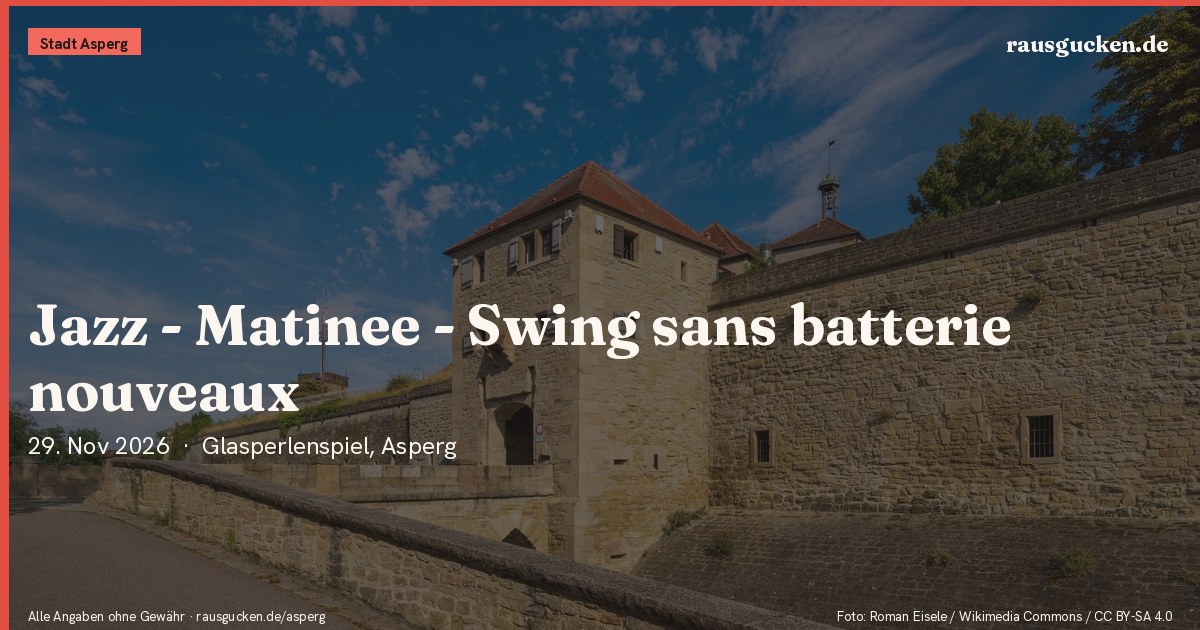 Stadt Asperg
rausgucken.de
Jazz - Matinee - Swing sans batterie
nouveaux
29. Nov 2026 · Glasperlenspiel, Asperg
Alle Angaben ohne Gewähr · rausgucken.de/asperg
Foto: Roman Eisele / Wikimedia Commons / CC BY-SA 4.0